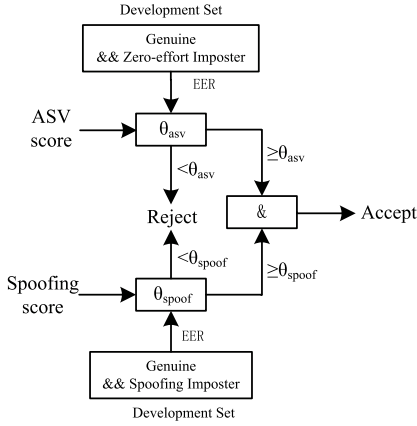 Development Set
Genuine
&& Zero-effort Imposter
EER
ASV
score
θasv
≥θasv
<θasv
Reject
&
Accept
<θspoof
≥θspoof
Spoofing
score
θspoof
EER
Genuine
&& Spoofing Imposter
Development Set